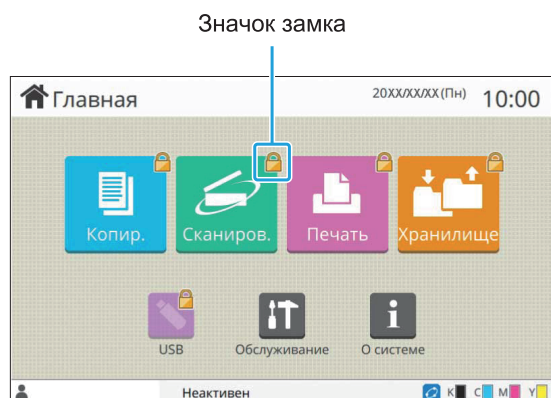 Значок замка
Главная
20XX/XX/XX (Пн) 10:00
Копир. Сканиров. Печать Хранилище
USB Обслуживание О системе
Неактивен K C M Y